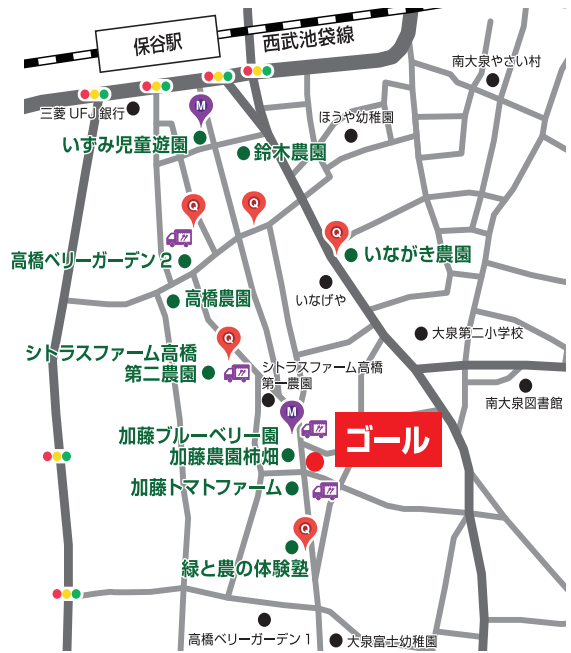 保谷駅
西武池袋線
南大泉やさい村
三菱UFJ銀行
M
ほうや幼稚園
いずみ児童遊園
鈴木農園
Q
Q
Q
いながき農園
高橋ベリーガーデン2
いなげや
高橋農園
大泉第二小学校
Q
シトラスファーム高橋
第二農園
シトラスファーム高橋
第一農園
南大泉図書館
M
加藤ブルーベリー園
ゴール
加藤農園柿畑
加藤トマトファーム
Q
緑と農の体験塾
高橋ベリーガーデン1
大泉富士幼稚園